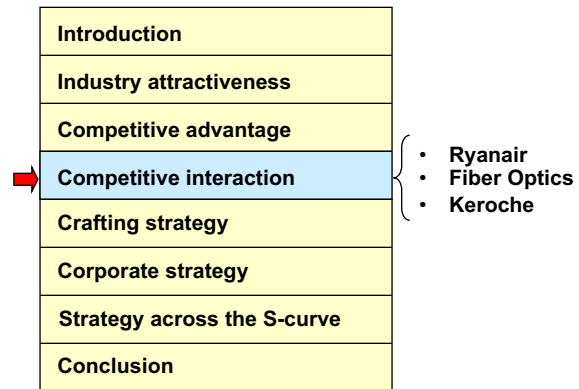 Introduction
Industry attractiveness
Competitive advantage
Competitive interaction
Crafting strategy
Corporate strategy
Strategy across the S-curve
Conclusion
• Ryanair
• Fiber Optics
• Keroche